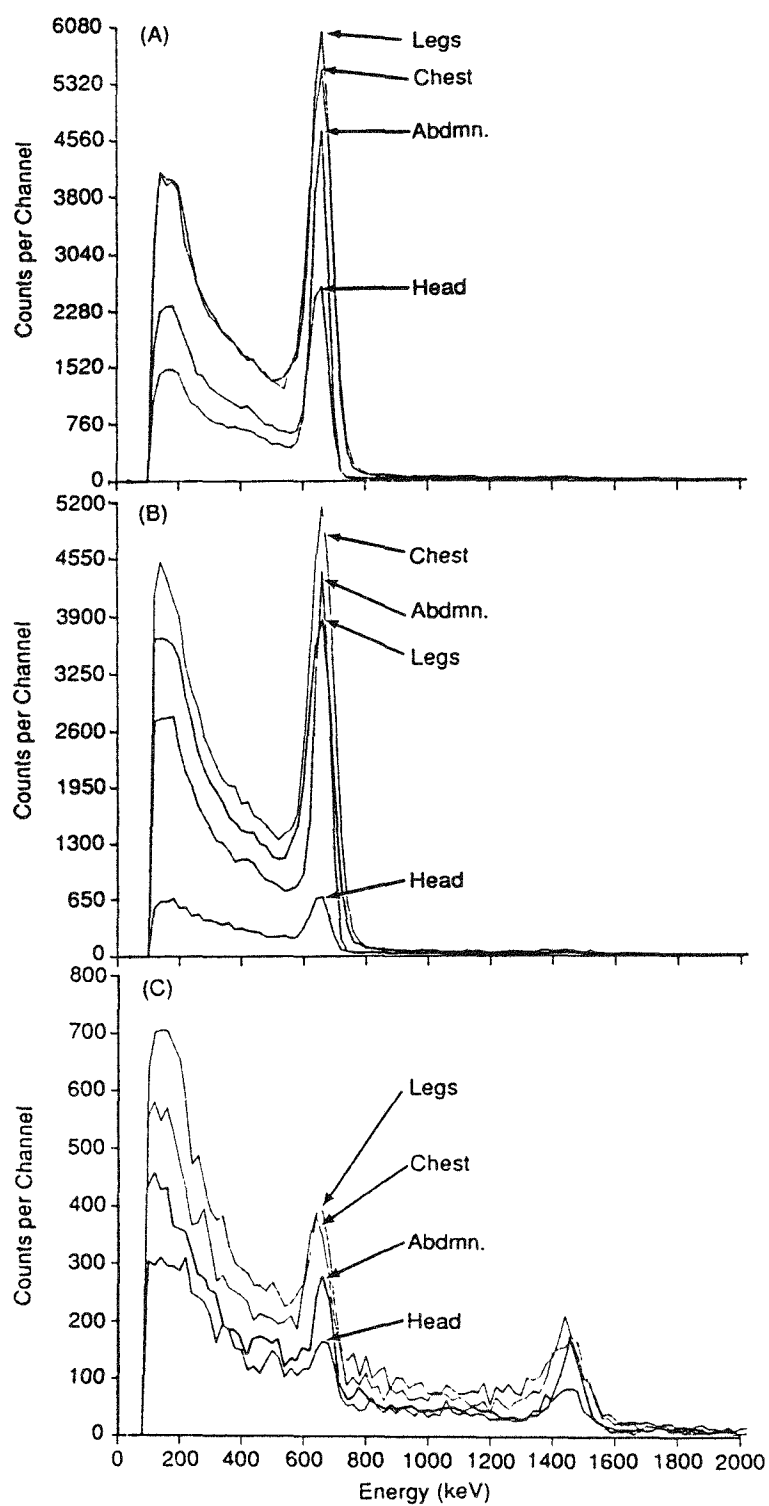 (A)
6080
5320
4560
3800
3040
2280
1520
760
0
Counts per Channel
Legs
Chest
Abdmn.
Head
(B)
5200
4550
3900
3250
2600
1950
1300
650
0
Counts per Channel
Chest
Abdmn.
Legs
Head
(C)
800
700
600
500
400
300
200
100
0
Counts per Channel
Legs
Chest
Abdmn.
Head
0 200 400 600 800 1000 1200 1400 1600 1800 2000
Energy (keV)